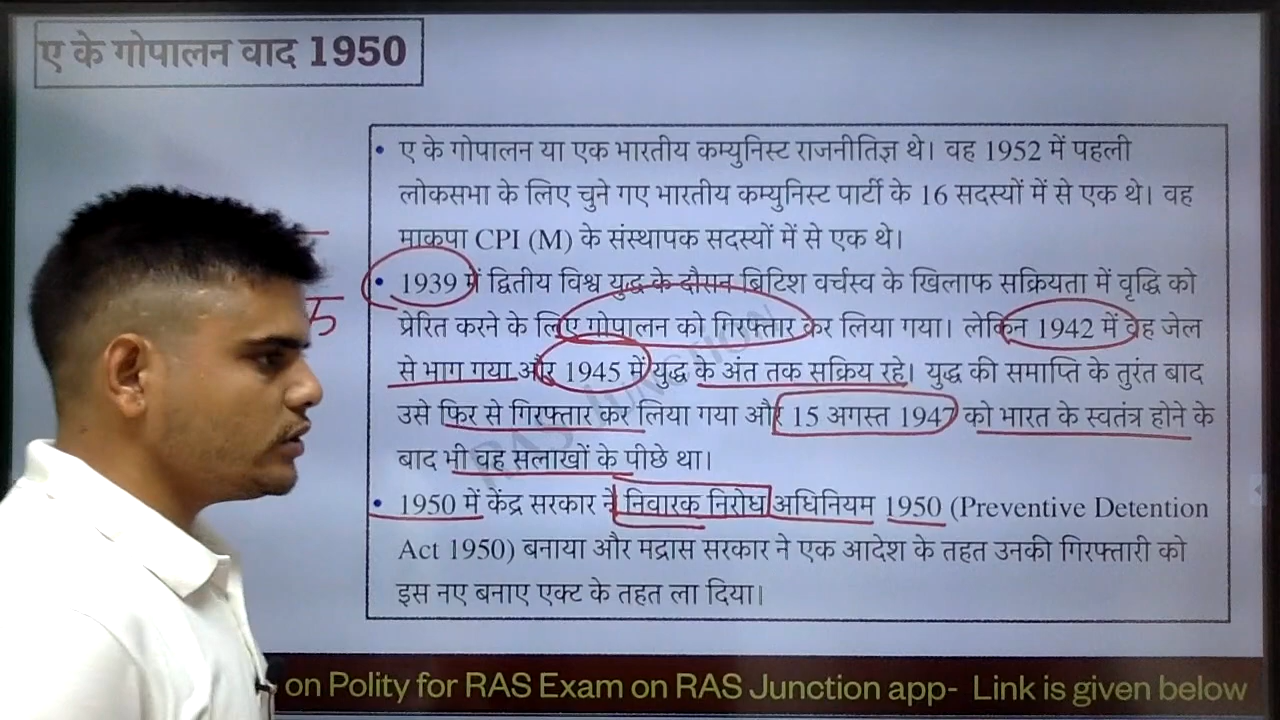 ए के गोपालन वाद 1950
• ए के गोपालन या एक भारतीय कम्युनिस्ट राजनीतिज्ञ थे। वह 1952 में पहली
लोकसभा के लिए चुने गए भारतीय कम्युनिस्ट पार्टी के 16 सदस्यों में से एक थे। वह
माकपा CPI (M) के संस्थापक सदस्यों में से एक थे।
• 1939 में द्वितीय विश्व युद्ध के दौरान ब्रिटिश वर्चस्व के खिलाफ सक्रियता में वृद्धि को
प्रेरित करने के लिए गोपालन को गिरफ्तार कर लिया गया। लेकिन 1942 में वह जेल
से भाग गया और 1945 में युद्ध के अंत तक सक्रिय रहे। युद्ध की समाप्ति के तुरंत बाद
उसे फिर से गिरफ्तार कर लिया गया और 15 अगस्त 1947 को भारत के स्वतंत्र होने के
बाद भी वह सलाखों के पीछे था।
• 1950 में केंद्र सरकार ने निवारक निरोध अधिनियम 1950 (Preventive Detention
Act 1950) बनाया और मद्रास सरकार ने एक आदेश के तहत उनकी गिरफ्तारी को
इस नए बनाए एक्ट के तहत ला दिया।
RAS JUNCTION
on Polity for RAS Exam on RAS Junction app- Link is given below